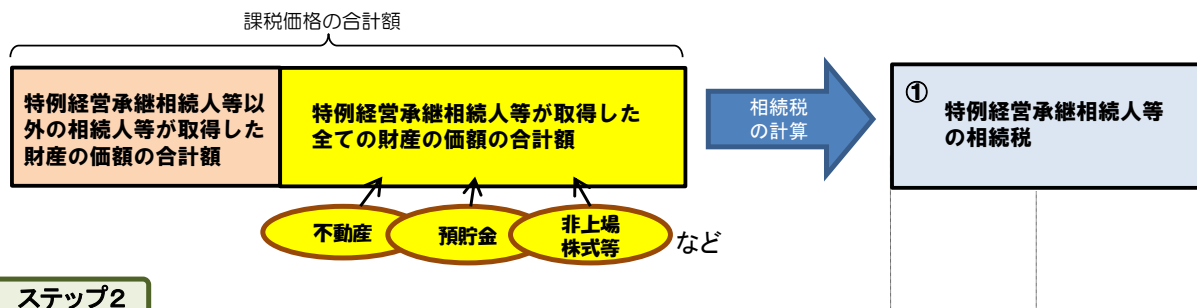 課税価格の合計額
特例経営承継相続人等以
外の相続人等が取得した
財産の価額の合計額
特例経営承継相続人等が取得した
全ての財産の価額の合計額
相続税
の計算
①
特例経営承継相続人等
の相続税
不動産
預貯金
非上場
株式等
など
ステップ2